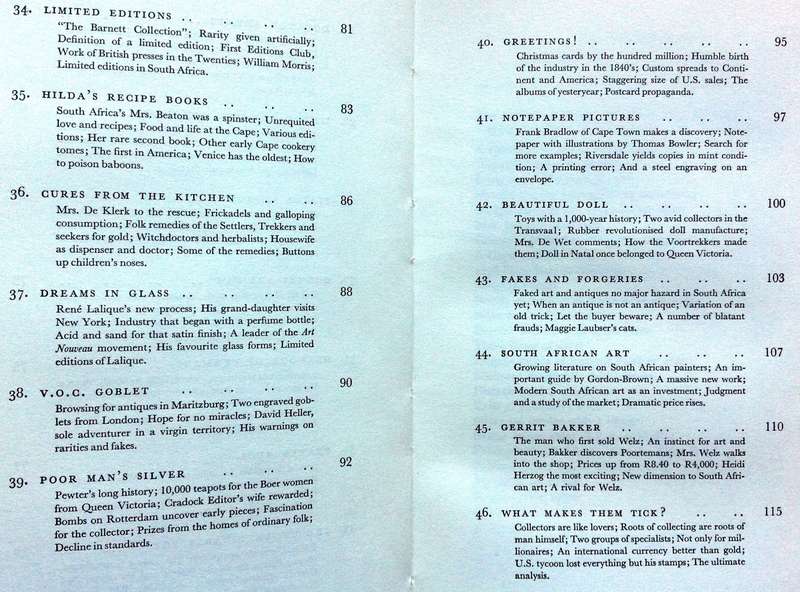 34. LIMITED EDITIONS .. .. .. .. 81
"The Barnett Collection"; Rarity given artificially;
Definition of a limited edition; First Editions Club,
Work of British presses in the Twenties; William Morris;
Limited editions in South Africa.
35. HILDA'S RECIPE BOOKS .. .. .. 83
South Africa's Mrs. Beaton was a spinster; Unrequited
love and recipes; Food and life at the Cape; Various edi-
tions; Her rare second book; Other early Cape cookery
tomes; The first in America; Venice has the oldest; How
to poison baboons.
36. CURES FROM THE KITCHEN .. .. 86
Mrs. De Klerk to the rescue; Frickadels and galloping
consumption; Folk remedies of the Settlers, Trekkers and
seekers for gold; Witchdoctors and herbalists; Housewife
as dispenser and doctor; Some of the remedies; Buttons
up children's noses.
37. DREAMS IN GLASS .. .. .. .. 88
René Lalique's new process; His grand-daughter visits
New York; Industry that began with a perfume bottle;
Acid and sand for that satin finish; A leader of the Art
Nouveau movement; His favourite glass forms; Limited
editions of Lalique.
38. V.O.C. GOBLET .. .. .. .. 90
Browsing for antiques in Maritzburg; Two engraved gob-
lets from London; Hope for no miracles; David Heller,
sole adventurer in a virgin territory; His warnings on
rarities and fakes.
39. POOR MAN'S SILVER .. .. .. 92
Pewter's long history; 10,000 teapots for the Boer women
from Queen Victoria; Cradock Editor's wife rewarded;
Bombs on Rotterdam uncover early pieces; Fascination
for the collector; Prizes from the homes of ordinary folk;
Decline in standards.
40. GREETINGS! .. .. .. .. 95
Christmas cards by the hundred million; Humble birth
of the industry in the 1840's; Custom spreads to Conti-
nent and America; Staggering size of U.S. sales; The
albums of yesteryear; Postcard propaganda.
41. NOTEPAPER PICTURES .. .. .. 97
Frank Bradlow of Cape Town makes a discovery; Note-
paper with illustrations by Thomas Bowler; Search for
more examples; Riversdale yields copies in mint condi-
tion; A printing error; And a steel engraving on an
envelope.
42. BEAUTIFUL DOLL .. .. .. .. 100
Toys with a 1,000-year history; Two avid collectors in the
Transvaal; Rubber revolutionised doll manufacture;
Mrs. De Wet comments; How the Voortrekkers made
them; Doll in Natal once belonged to Queen Victoria.
43. FAKES AND FORGERIES .. .. .. 103
Faked art and antiques no major hazard in South Africa
yet; When an antique is not an antique; Variation of an
old trick; Let the buyer beware; A number of blatant
frauds; Maggie Laubser's cats.
44. SOUTH AFRICAN ART .. .. .. 107
Growing literature on South African painters; An im-
portant guide by Gordon-Brown; A massive new work;
Modern South African art as an investment; Judgment
and a study of the market; Dramatic price rises.
45. GERRIT BAKKER .. .. .. .. 110
The man who first sold Welz; An instinct for art and
beauty; Bakker discovers Poortemans; Mrs. Welz walks
into the shop; Prices up from R8.40 to R4,000; Heidi
Herzog the most exciting; New dimension to South Afri-
can art; A rival for Welz.
46. WHAT MAKES THEM TICK? .. .. 115
Collectors are like lovers; Roots of collecting are roots of
man himself; Two groups of specialists; Not only for mil-
lionaires; An international currency better than gold;
U.S. tycoon lost everything but his stamps; The ultimate
analysis.